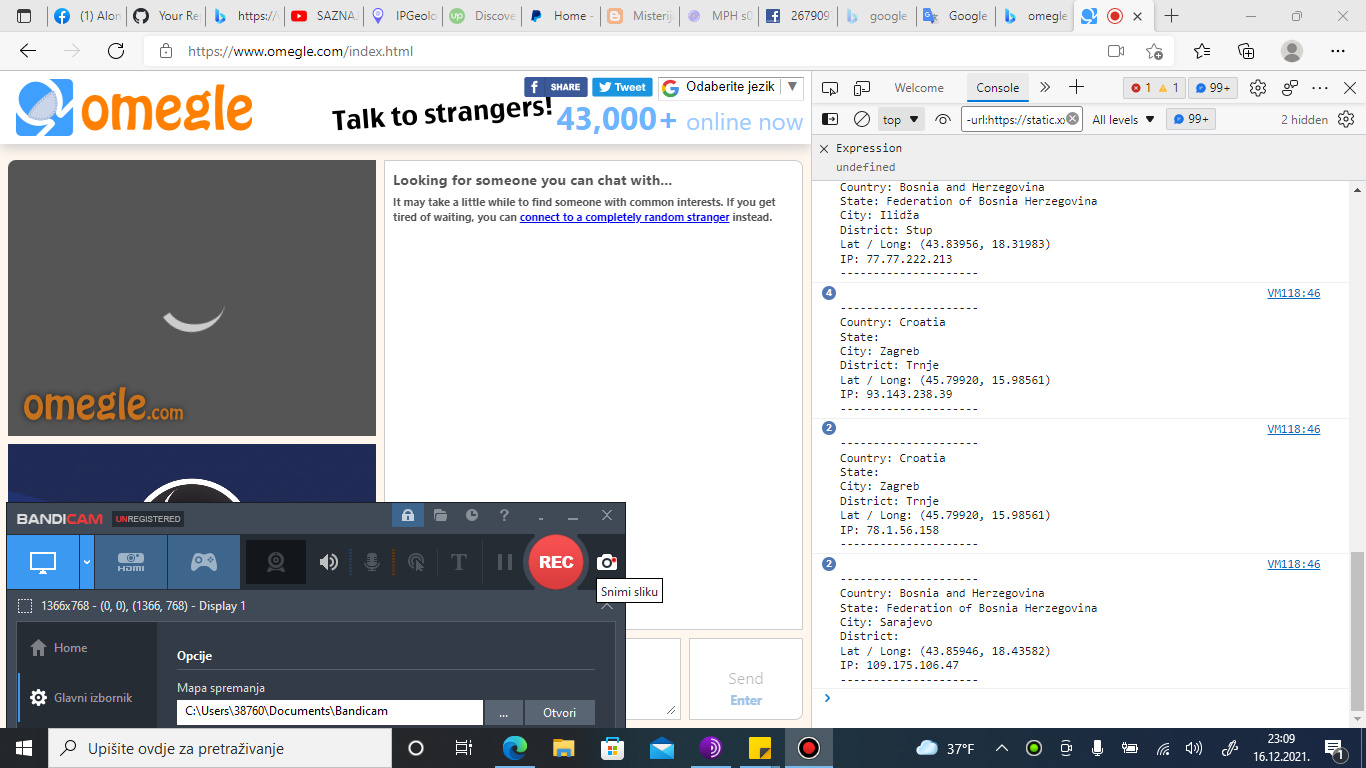 (1) Alon
Your Re
https://
SAZNAJ
IPGeolo
Discove
Home -
Misterij
MPH s
267909
google
Google
omegle
https://www.omegle.com/index.html
omegle
Talk to strangers!
SHARE
Tweet
Odaberite jezik
43,000+ online now
Looking for someone you can chat with...
It may take a little while to find someone with common interests. If you get
tired of waiting, you can connect to a completely random stranger instead.
omegle.com
Send
Enter
Welcome
Console
1
1
99+
top
-url:https://static.x
All levels
99+
2 hidden
Expression
undefined
Country: Bosnia and Herzegovina
State: Federation of Bosnia Herzegovina
City: Ilidža
District: Stup
Lat / Long: (43.83956, 18.31983)
IP: 77.77.222.213
---------------------
4
VM118:46
---------------------
Country: Croatia
State:
City: Zagreb
District: Trnje
Lat / Long: (45.79920, 15.98561)
IP: 93.143.238.39
---------------------
2
VM118:46
---------------------
Country: Croatia
State:
City: Zagreb
District: Trnje
Lat / Long: (45.79920, 15.98561)
IP: 78.1.56.158
---------------------
2
VM118:46
---------------------
Country: Bosnia and Herzegovina
State: Federation of Bosnia Herzegovina
City: Sarajevo
District:
Lat / Long: (43.85946, 18.43582)
IP: 109.175.106.47
---------------------
BANDICAM UNREGISTERED
HDMI
REC
Snimi sliku
1366x768 - (0, 0), (1366, 768) - Display 1
Home
Glavni izbornik
Opcije
Mapa spremanja
C:\Users\38760\Documents\Bandicam
...
Otvori
Upišite ovdje za pretraživanje
37°F
23:09
16.12.2021.
1